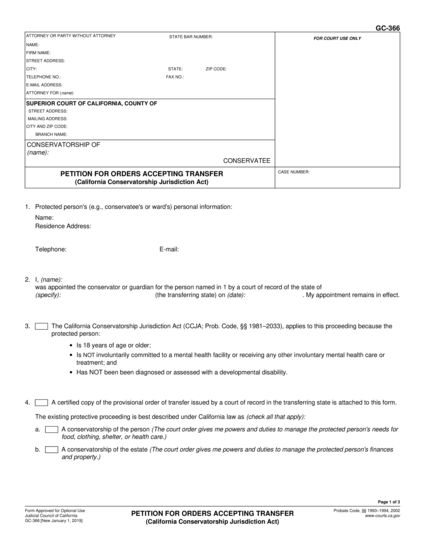 GC-366
ATTORNEY OR PARTY WITHOUT ATTORNEY STATE BAR NUMBER: FOR COURT USE ONLY
NAME:
FIRM NAME:
STREET ADDRESS:
CITY: STATE: ZIP CODE:
TELEPHONE NO.: FAX NO.:
E-MAIL ADDRESS:
ATTORNEY FOR (name):
SUPERIOR COURT OF CALIFORNIA, COUNTY OF
STREET ADDRESS:
MAILING ADDRESS:
CITY AND ZIP CODE:
BRANCH NAME:
CONSERVATORSHIP OF
(name):
CONSERVATEE
PETITION FOR ORDERS ACCEPTING TRANSFER CASE NUMBER:
(California Conservatorship Jurisdiction Act)
1. Protected person's (e.g., conservatee's or ward's) personal information:
Name:
Residence Address:
Telephone: E-mail:
2. I, (name):
was appointed the conservator or guardian for the person named in 1 by a court of record of the state of
(specify): (the transferring state) on (date): . My appointment remains in effect.
3. The California Conservatorship Jurisdiction Act (CCJA; Prob. Code, §§ 1981–2033), applies to this proceeding because the
protected person:
• Is 18 years of age or older;
• Is NOT involuntarily committed to a mental health facility or receiving any other involuntary mental health care or
treatment; and
• Has NOT been been diagnosed or assessed with a developmental disability.
4. A certified copy of the provisional order of transfer issued by a court of record in the transferring state is attached to this form.
The existing protective proceeding is best described under California law as (check all that apply):
a. A conservatorship of the person (The court order gives me powers and duties to manage the protected person's needs for
food, clothing, shelter, or health care.)
b. A conservatorship of the estate (The court order gives me powers and duties to manage the protected person's finances
and property.)
Page 1 of 3
Form Approved for Optional Use
Judicial Council of California
GC-366 [New January 1, 2019]
PETITION FOR ORDERS ACCEPTING TRANSFER
(California Conservatorship Jurisdiction Act)
Probate Code, §§ 1980–1994, 2002
www.courts.ca.gov